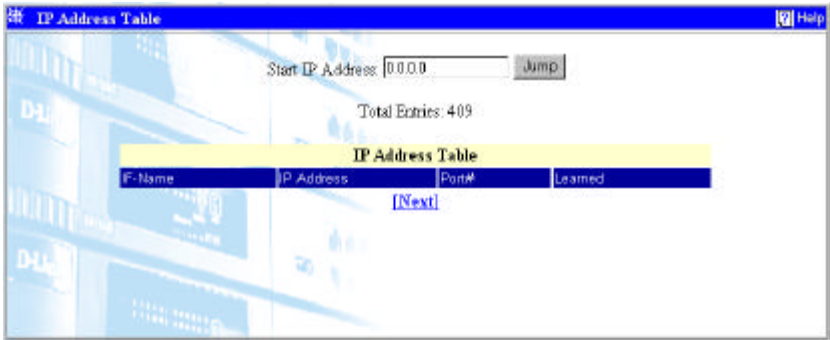 IP Address Table
Help
Start IP Address: 0.0.0.0 Jump
Total Entries: 409
IP Address Table
IF-Name IP Address Port# Learned
[Next]